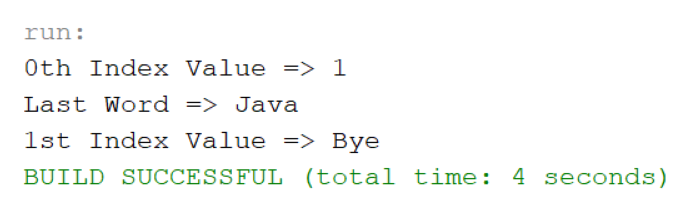 run:
0th Index Value => 1
Last Word => Java
1st Index Value => Bye
BUILD SUCCESSFUL (total time: 4 seconds)